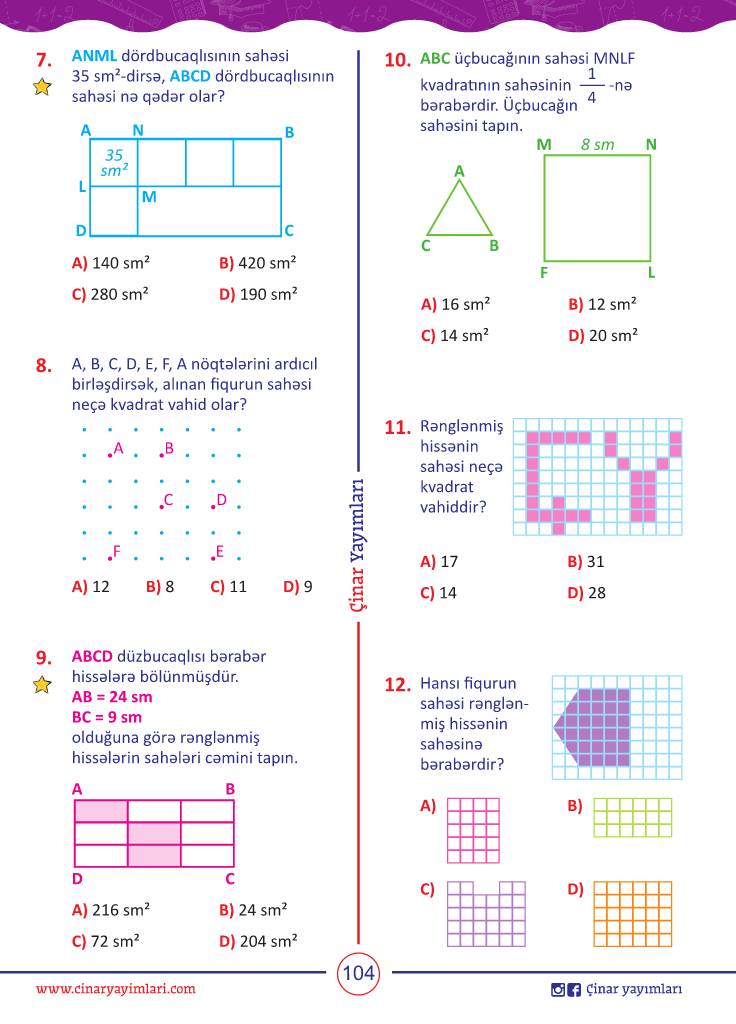 7. ANML dördbucaqlısının sahəsi
35 sm²-dirsə, ABCD dördbucaqlısının
sahəsi nə qədər olar?
A N B
35
sm²
L
M
D C
A) 140 sm² B) 420 sm²
C) 280 sm² D) 190 sm²
8. A, B, C, D, E, F, A nöqtələrini ardıcıl
birləşdirsək, alınan fiqurun sahəsi
neçə kvadrat vahid olar?
A B
C D
F E
A) 12 B) 8 C) 11 D) 9
9. ABCD düzbucaqlısı bərabər
hissələrə bölünmüşdür.
AB = 24 sm
BC = 9 sm
olduğuna görə rənglənmiş
hissələrin sahələri cəmini tapın.
A B
D C
A) 216 sm² B) 24 sm²
C) 72 sm² D) 204 sm²
Çinar Yayımları
10. ABC üçbucağının sahəsi MNLF
kvadratının sahəsinin 1/4 -nə
bərabərdir. Üçbucağın
sahəsini tapın.
M 8 sm N
A
C B
F L
A) 16 sm² B) 12 sm²
C) 14 sm² D) 20 sm²
11. Rənglənmiş
hissənin
sahəsi neçə
kvadrat
vahiddir?
A) 17 B) 31
C) 14 D) 28
12. Hansı fiqurun
sahəsi rənglən-
miş hissənin
sahəsinə
bərabərdir?
A) B)
C) D)
www.cinaryayimlari.com
104
Çinar yayımları